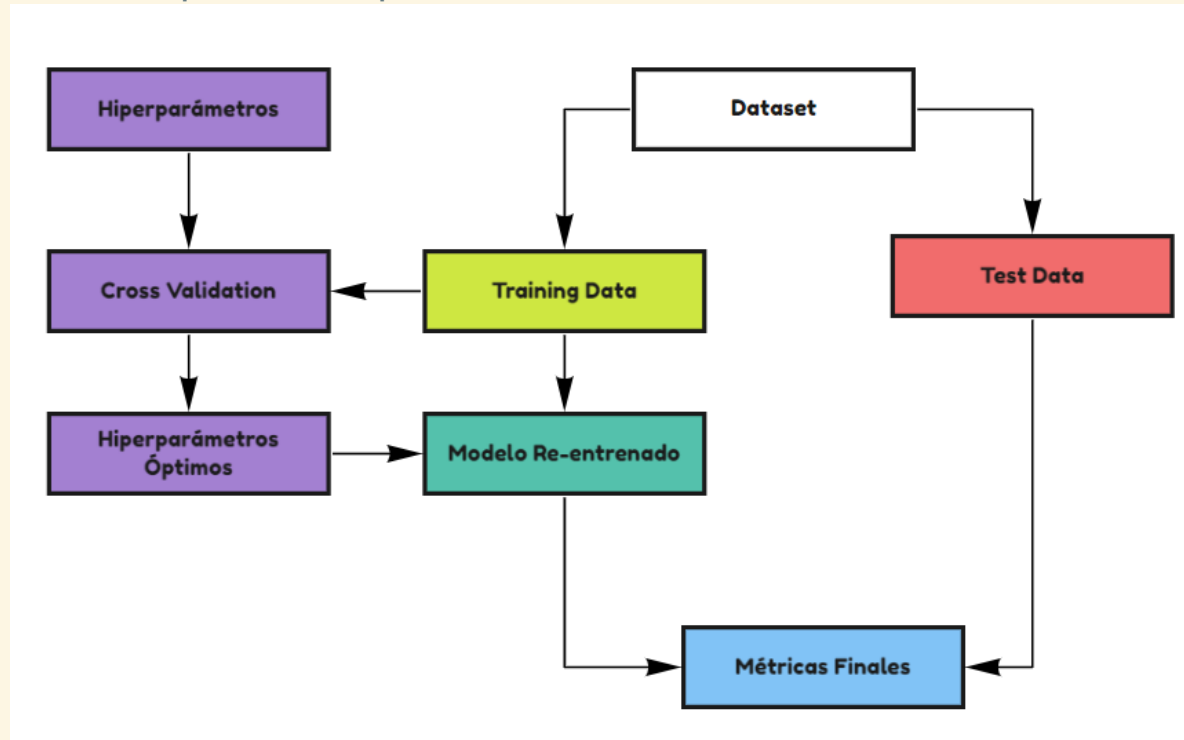 Hiperparámetros
Dataset
Cross Validation
Training Data
Test Data
Hiperparámetros
Óptimos
Modelo Re-entrenado
Métricas Finales